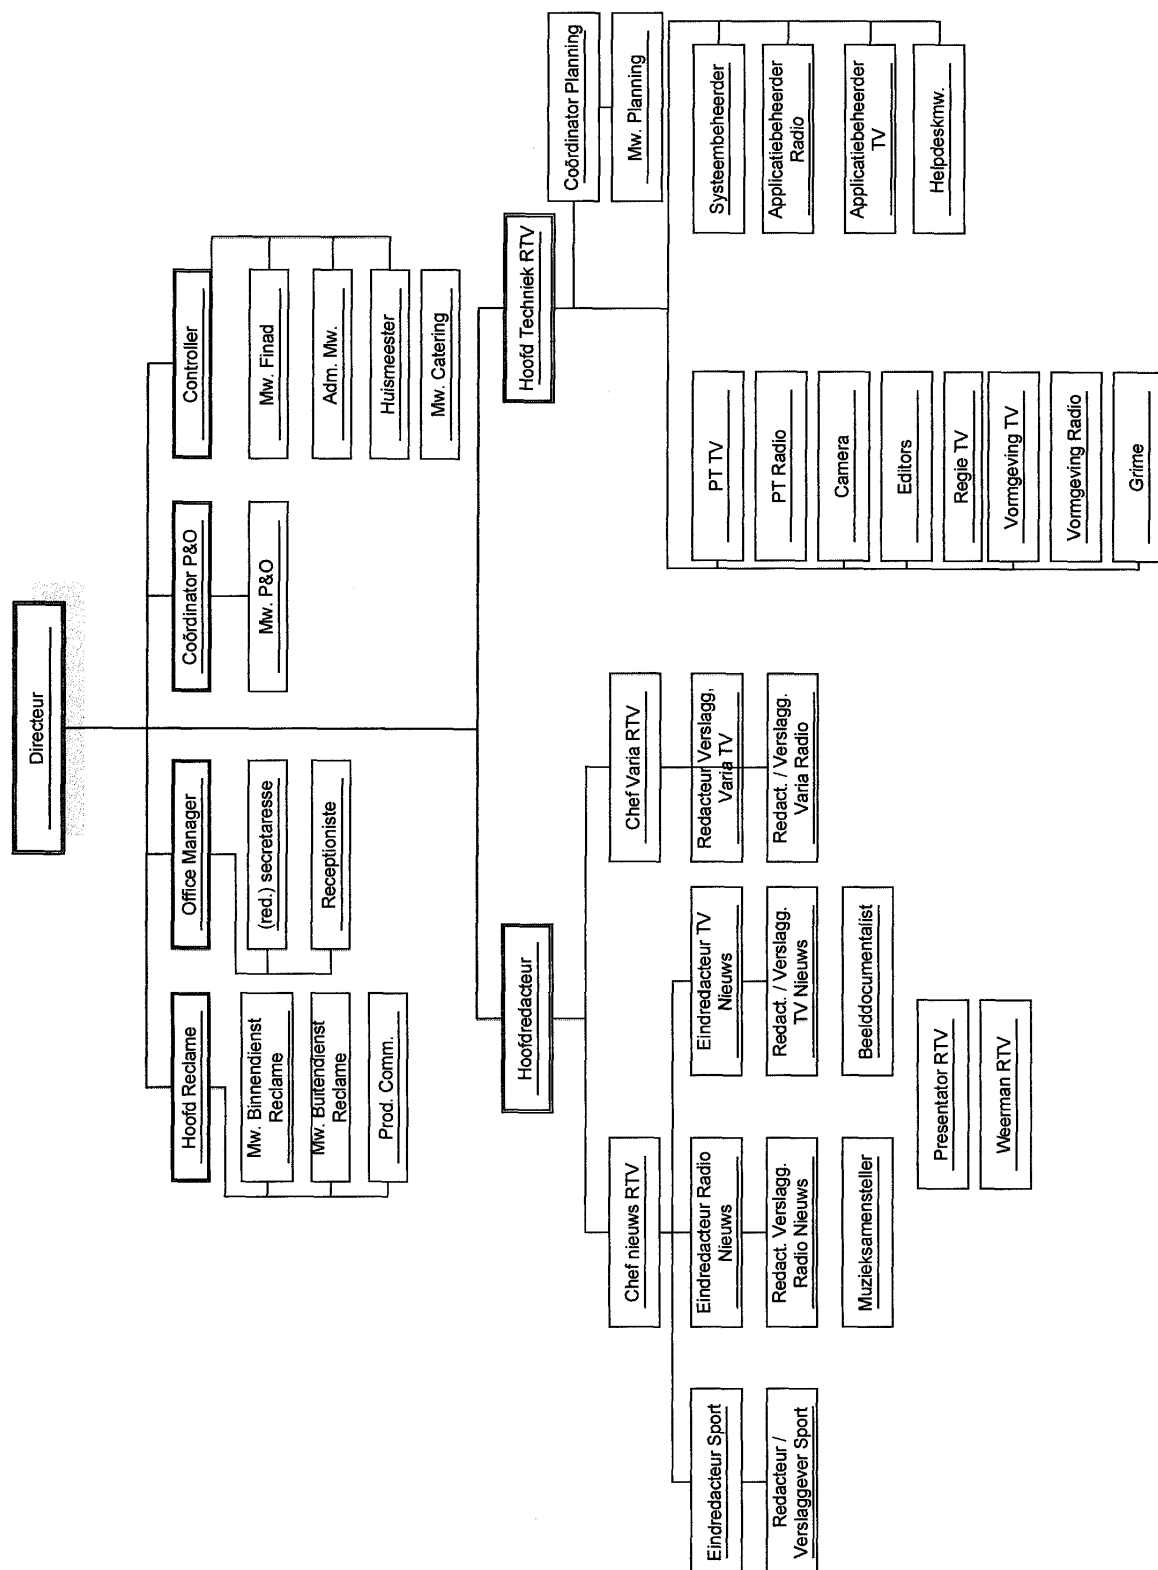 Directeur
Hoofd Reclame
Mw. Binnendienst
Reclame
Mw. Buitendienst
Reclame
Prod. Comm.
Office Manager
(red.) secretaresse
Receptioniste
Coördinator P&O
Mw. P&O
Controller
Mw. Finad
Adm. Mw.
Huismeester
Mw. Catering
Hoofdredacteur
Chef nieuws RTV
Eindredacteur Sport
Redacteur /
Verslaggever Sport
Eindredacteur Radio
Nieuws
Redact. Verslagg.
Radio Nieuws
Muzieksamensteller
Eindredacteur TV
Nieuws
Redact. / Verslagg.
TV Nieuws
Beelddocumentalist
Presentator RTV
Weerman RTV
Chef Varia RTV
Redacteur Verslagg,
Varia TV
Redact. / Verslagg.
Varia Radio
Hoofd Techniek RTV
Coördinator Planning
Mw. Planning
PT TV
PT Radio
Camera
Editors
Regie TV
Vormgeving TV
Vormgeving Radio
Grime
Systeembeheerder
Applicatiebeheerder
Radio
Applicatiebeheerder
TV
Helpdeskmw.